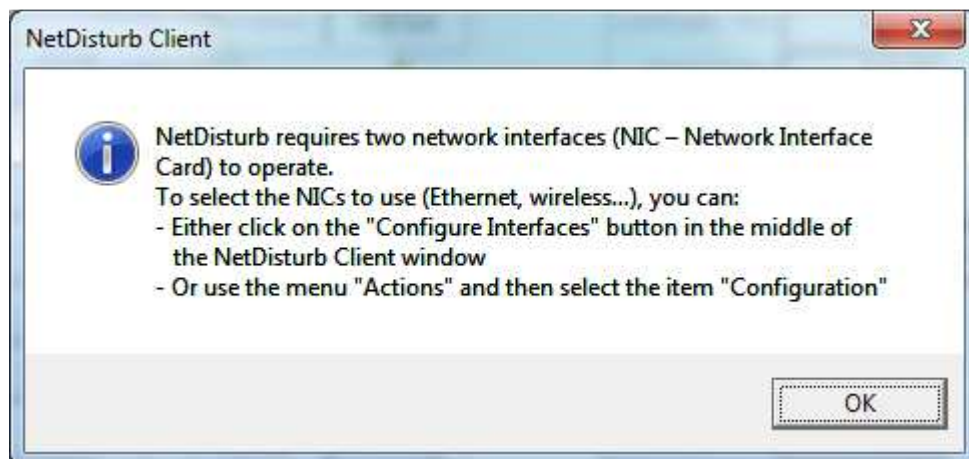 NetDisturb Client
NetDisturb requires two network interfaces (NIC – Network Interface
Card) to operate.
To select the NICs to use (Ethernet, wireless...), you can:
- Either click on the "Configure Interfaces" button in the middle of
the NetDisturb Client window
- Or use the menu "Actions" and then select the item "Configuration"
OK